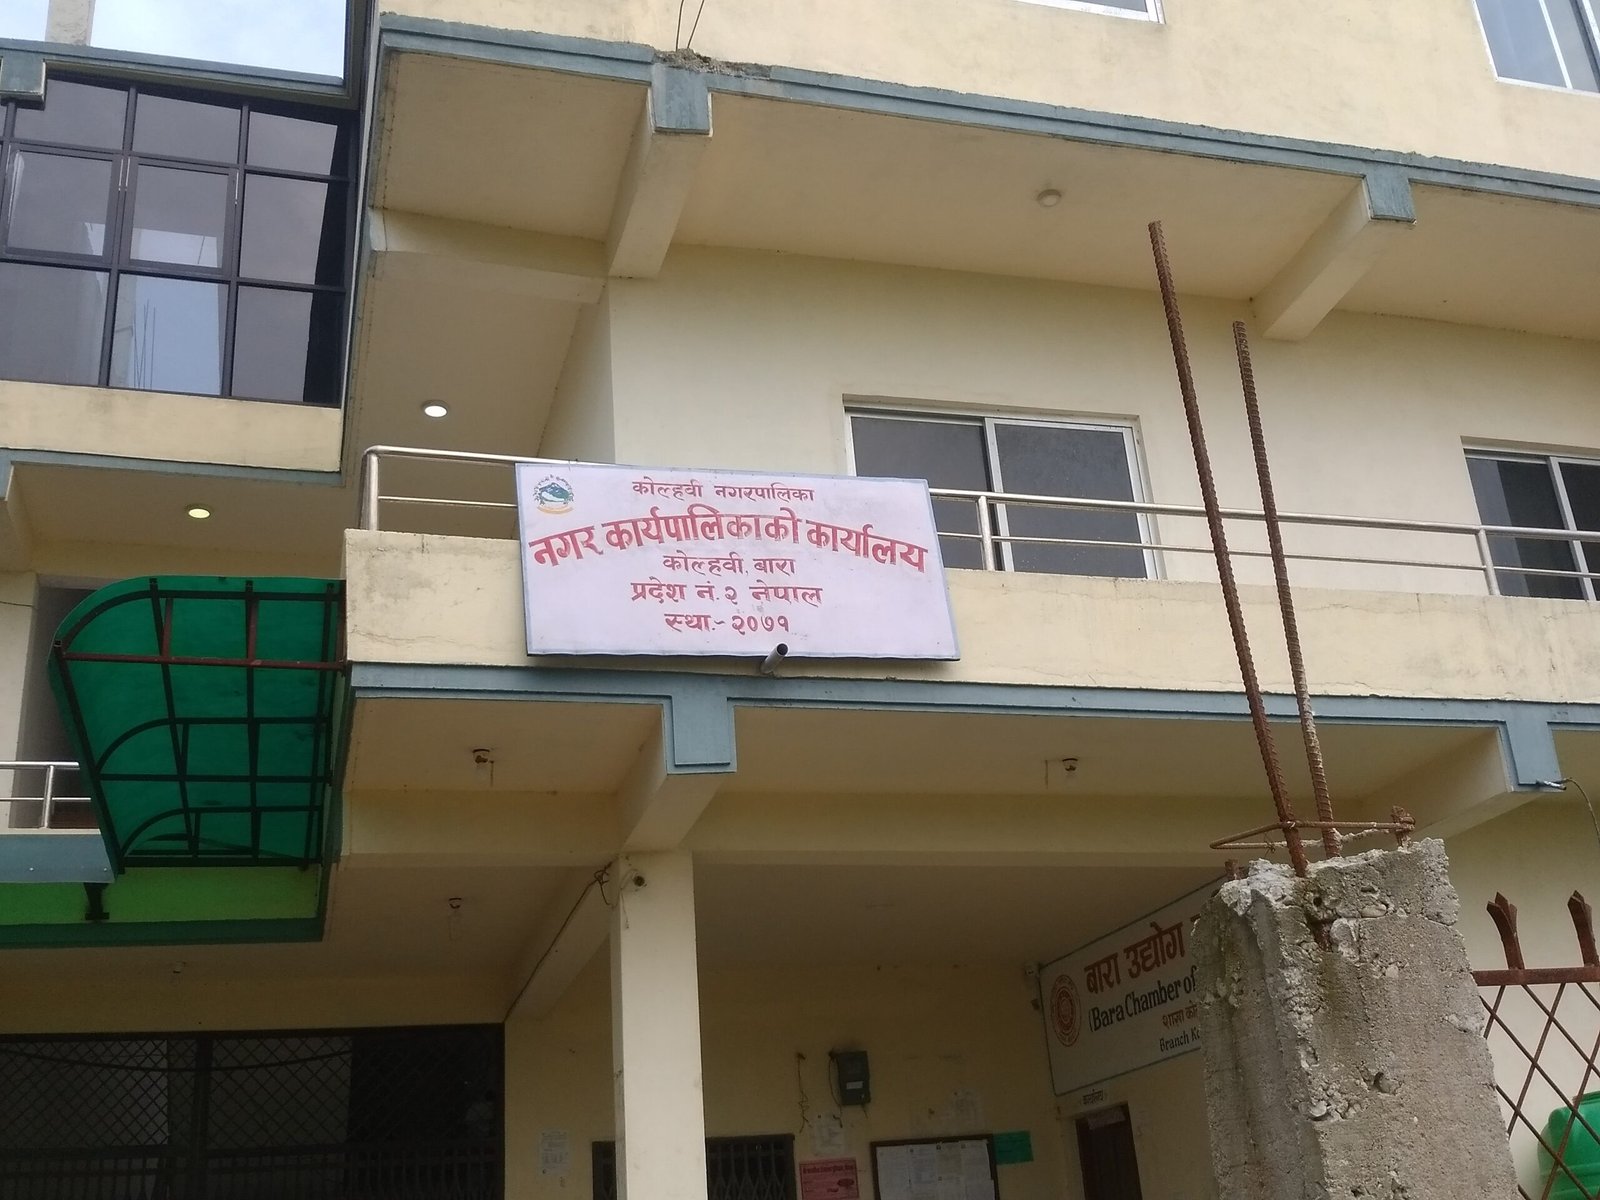 कोल्हवी नगरपालिका
नगर कार्यपालिकाको कार्यालय
कोल्हवी, बारा
प्रदेश नं. २ नेपाल
स्था:- २०७१
बारा उद्योग
(Bara Chamber of
शाखा को
Branch